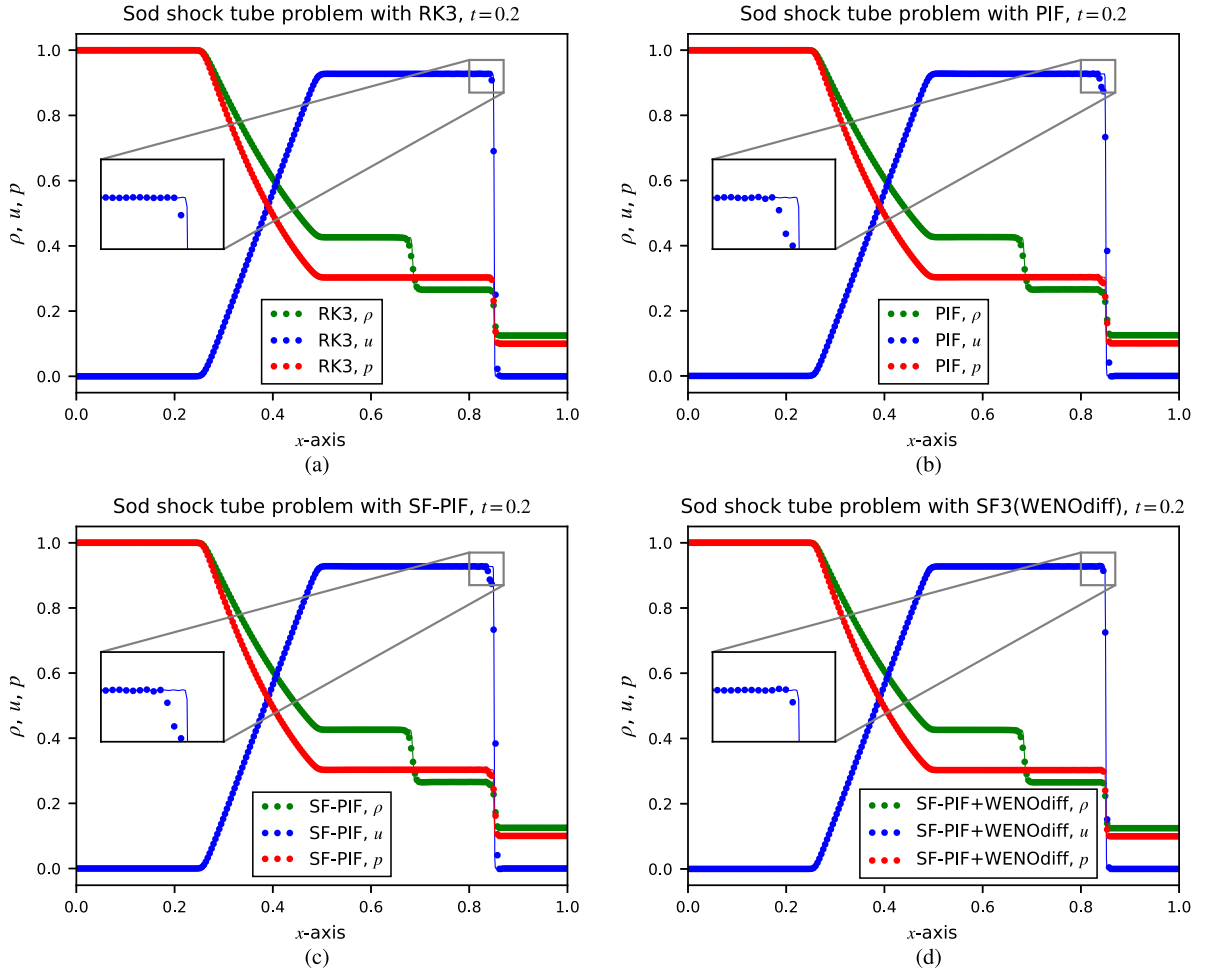 Sod shock tube problem with RK3, t = 0.2
1.0
0.8
0.6
0.4
0.2
0.0
ρ, u, p
RK3, ρ
RK3, u
RK3, p
0.0 0.2 0.4 0.6 0.8 1.0
x-axis
(a)
Sod shock tube problem with PIF, t = 0.2
1.0
0.8
0.6
0.4
0.2
0.0
ρ, u, p
PIF, ρ
PIF, u
PIF, p
0.0 0.2 0.4 0.6 0.8 1.0
x-axis
(b)
Sod shock tube problem with SF-PIF, t = 0.2
1.0
0.8
0.6
0.4
0.2
0.0
ρ, u, p
SF-PIF, ρ
SF-PIF, u
SF-PIF, p
0.0 0.2 0.4 0.6 0.8 1.0
x-axis
(c)
Sod shock tube problem with SF3(WENOdiff), t = 0.2
1.0
0.8
0.6
0.4
0.2
0.0
ρ, u, p
SF-PIF+WENOdiff, ρ
SF-PIF+WENOdiff, u
SF-PIF+WENOdiff, p
0.0 0.2 0.4 0.6 0.8 1.0
x-axis
(d)